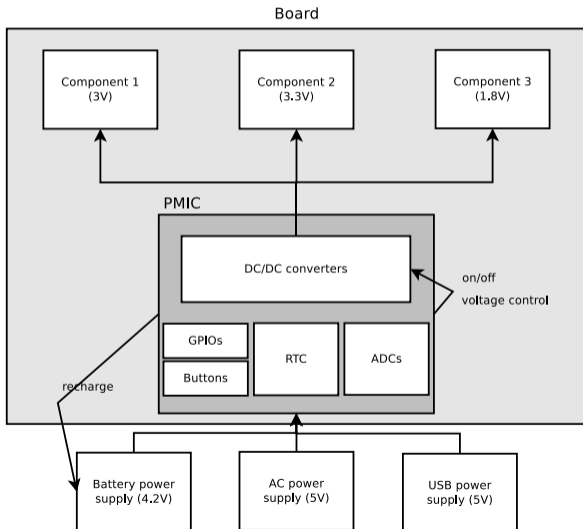 Board
Component 1
(3V)
Component 2
(3.3V)
Component 3
(1.8V)
PMIC
DC/DC converters
on/off
voltage control
GPIOs
Buttons
RTC
ADCs
recharge
Battery power
supply (4.2V)
AC power
supply (5V)
USB power
supply (5V)